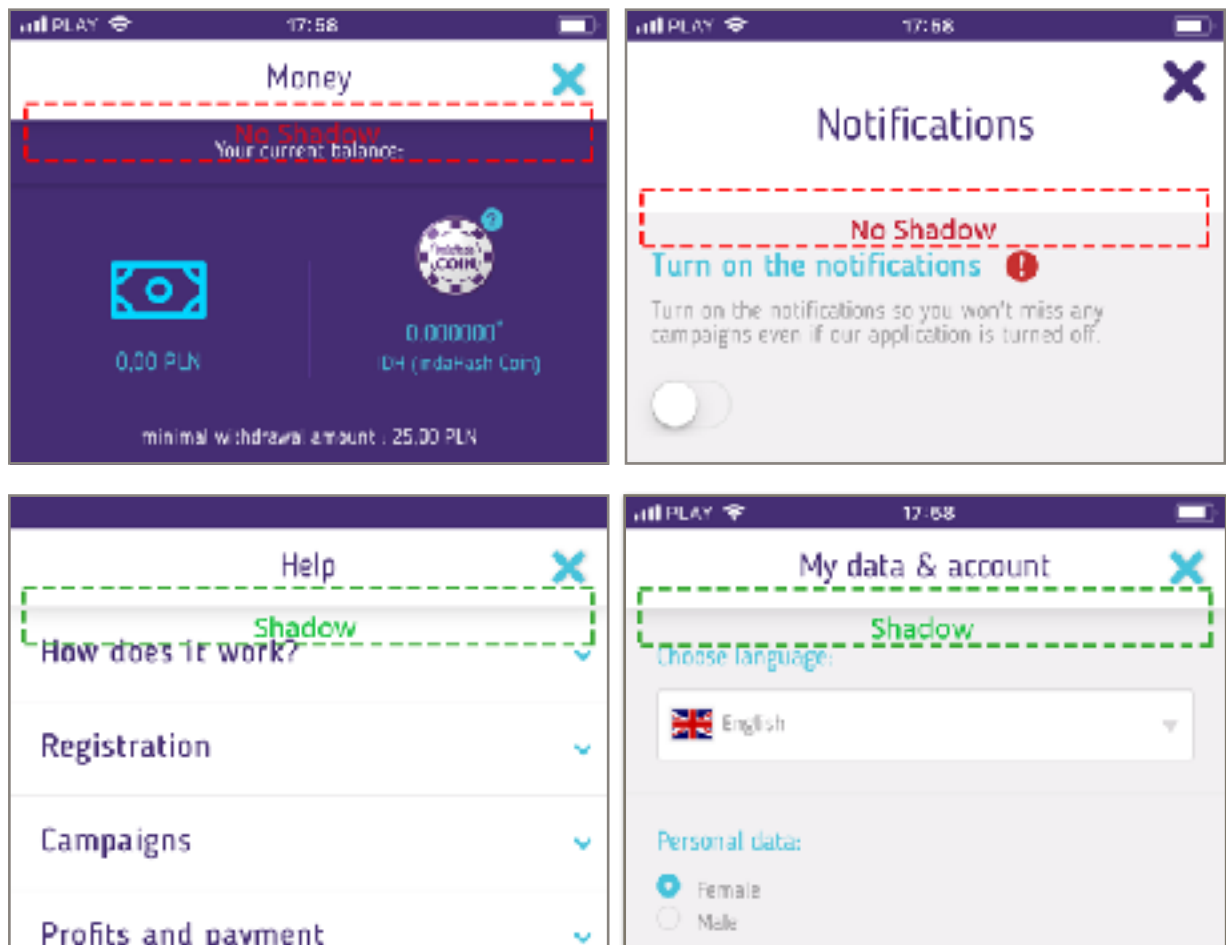 PLAY 17:58
Money
No Shadow
Your current balance:
?
indaHash
COIN
0.000000*
0,00 PLN
IDH (indaHash Coin)
minimal withdrawal amount : 25.00 PLN
PLAY 17:58
Notifications
No Shadow
Turn on the notifications !
Turn on the notifications so you won't miss any
campaigns even if our application is turned off.
Help
Shadow
How does it work?
Registration
Campaigns
Profits and payment
PLAY 17:58
My data & account
Shadow
Choose language:
English
Personal data:
Female
Male